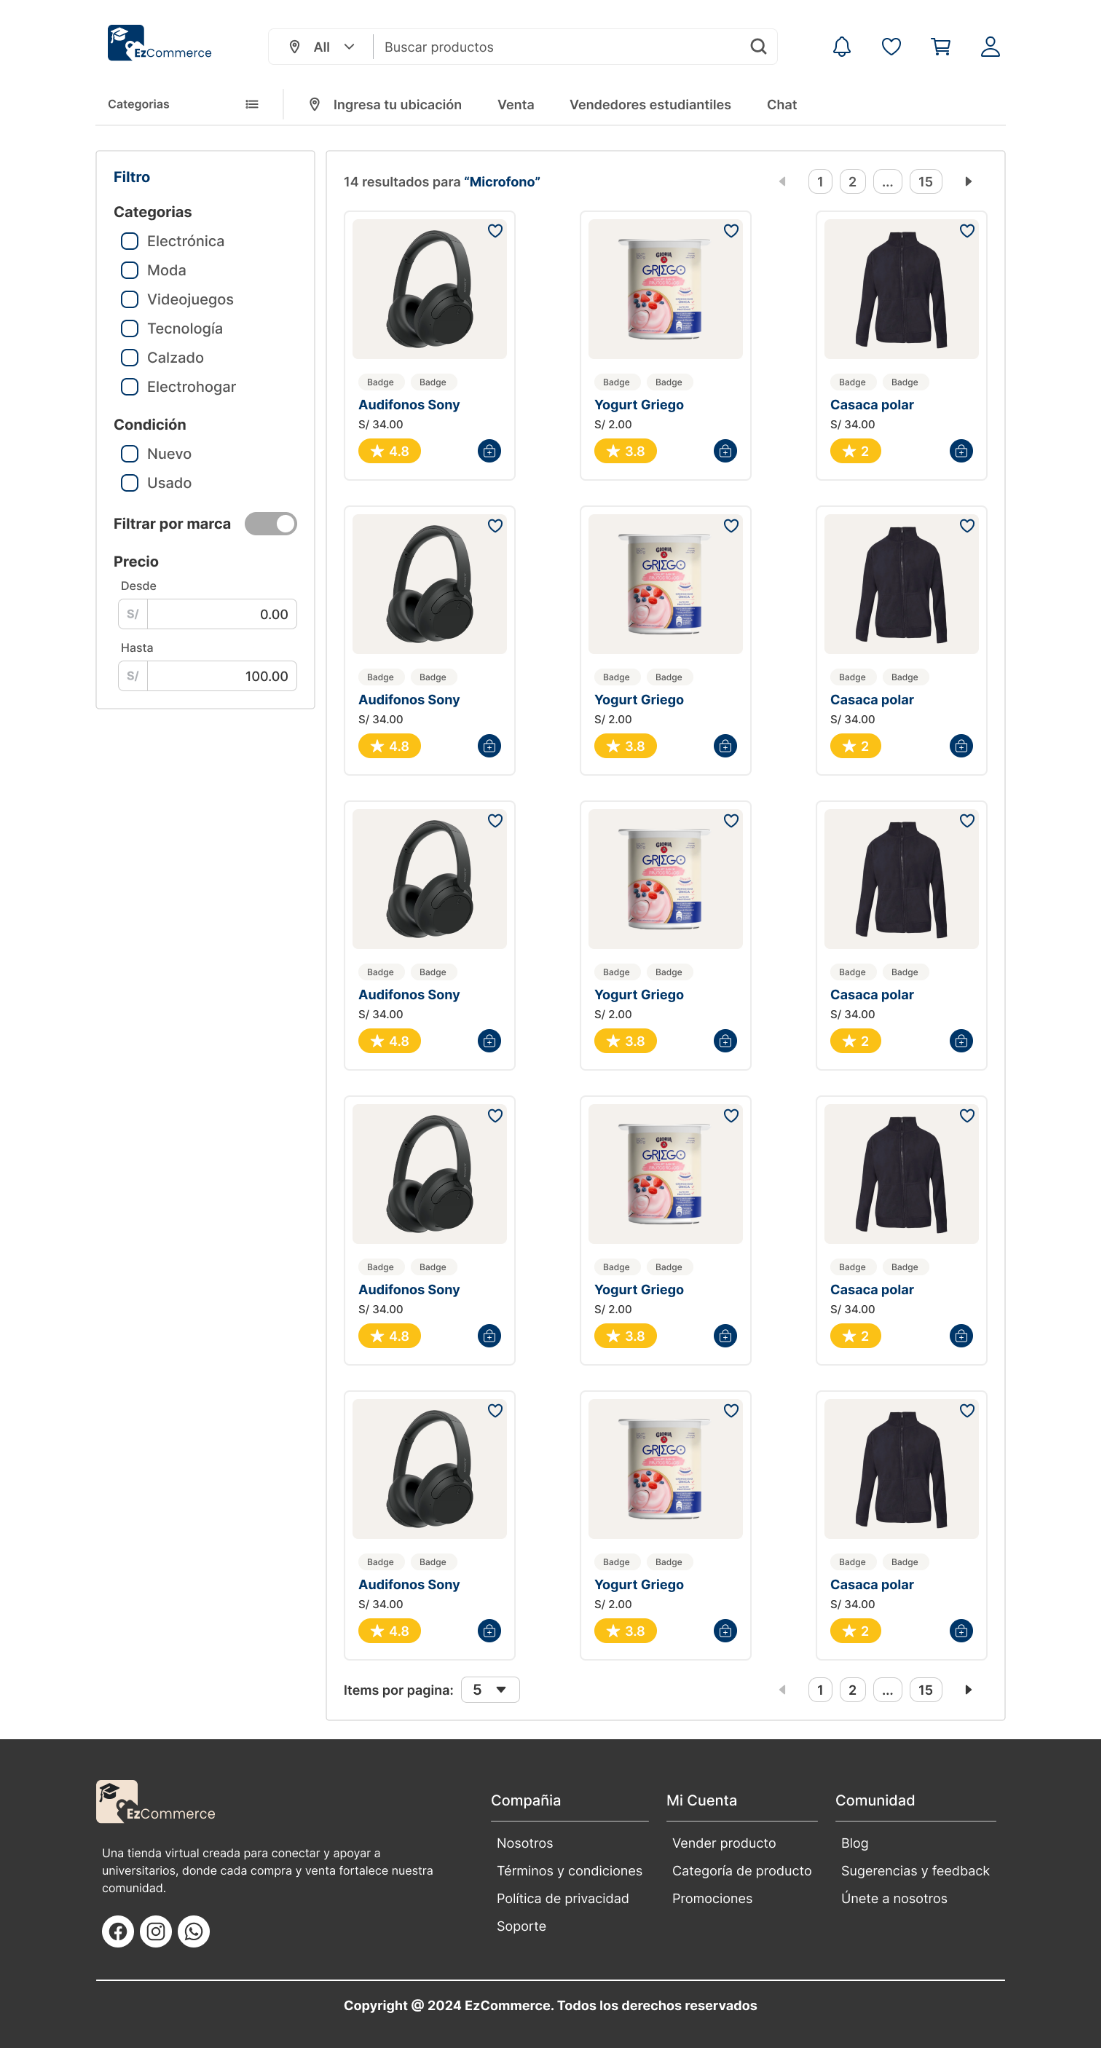 EzCommerce
All
Buscar productos
Categorias
Ingresa tu ubicación
Venta
Vendedores estudiantiles
Chat
Filtro
Categorias
Electrónica
Moda
Videojuegos
Tecnología
Calzado
Electrohogar
Condición
Nuevo
Usado
Filtrar por marca
Precio
Desde
S/ 0.00
Hasta
S/ 100.00
14 resultados para “Microfono”
1 2 ... 15
GLORIA
GRIEGO
Badge Badge
Audifonos Sony
S/ 34.00
4.8
Badge Badge
Yogurt Griego
S/ 2.00
3.8
Badge Badge
Casaca polar
S/ 34.00
2
GLORIA
GRIEGO
Badge Badge
Audifonos Sony
S/ 34.00
4.8
Badge Badge
Yogurt Griego
S/ 2.00
3.8
Badge Badge
Casaca polar
S/ 34.00
2
GLORIA
GRIEGO
Badge Badge
Audifonos Sony
S/ 34.00
4.8
Badge Badge
Yogurt Griego
S/ 2.00
3.8
Badge Badge
Casaca polar
S/ 34.00
2
GLORIA
GRIEGO
Badge Badge
Audifonos Sony
S/ 34.00
4.8
Badge Badge
Yogurt Griego
S/ 2.00
3.8
Badge Badge
Casaca polar
S/ 34.00
2
GLORIA
GRIEGO
Badge Badge
Audifonos Sony
S/ 34.00
4.8
Badge Badge
Yogurt Griego
S/ 2.00
3.8
Badge Badge
Casaca polar
S/ 34.00
2
Items por pagina: 5
1 2 ... 15
EzCommerce
Una tienda virtual creada para conectar y apoyar a
universitarios, donde cada compra y venta fortalece nuestra
comunidad.
Compañia
Nosotros
Términos y condiciones
Política de privacidad
Soporte
Mi Cuenta
Vender producto
Categoría de producto
Promociones
Comunidad
Blog
Sugerencias y feedback
Únete a nosotros
Copyright @ 2024 EzCommerce. Todos los derechos reservados